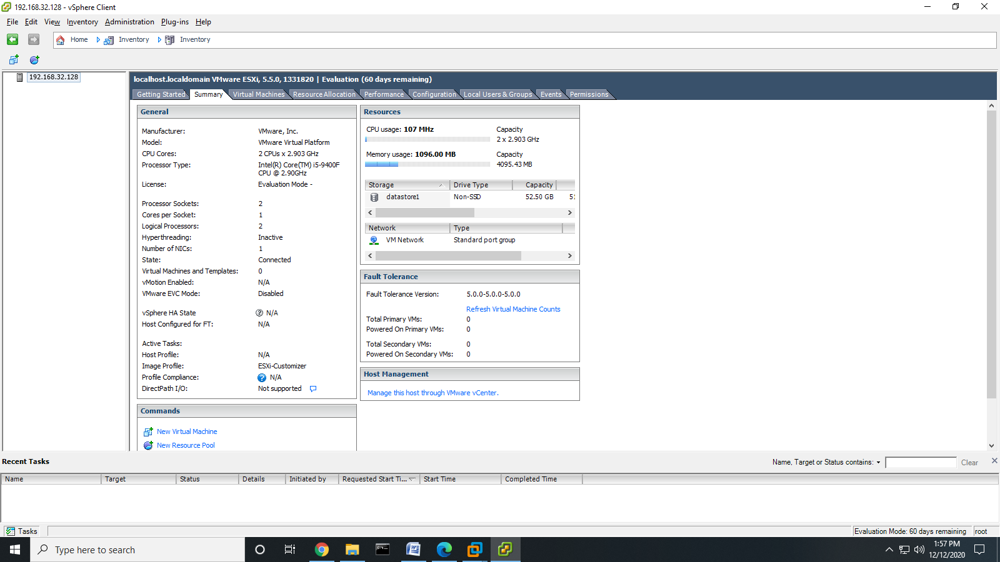 192.168.32.128 - vSphere Client
File Edit View Inventory Administration Plug-ins Help
Home Inventory Inventory
192.168.32.128
localhost.localdomain VMware ESXi, 5.5.0, 1331820 | Evaluation (60 days remaining)
Getting Started Summary Virtual Machines Resource Allocation Performance Configuration Local Users & Groups Events Permissions
General
Manufacturer: VMware, Inc.
Model: VMware Virtual Platform
CPU Cores: 2 CPUs x 2.903 GHz
Processor Type: Intel(R) Core(TM) i5-9400F
CPU @ 2.90GHz
License: Evaluation Mode -
Processor Sockets: 2
Cores per Socket: 1
Logical Processors: 2
Hyperthreading: Inactive
Number of NICs: 1
State: Connected
Virtual Machines and Templates: 0
vMotion Enabled: N/A
VMware EVC Mode: Disabled
vSphere HA State N/A
Host Configured for FT: N/A
Active Tasks:
Host Profile: N/A
Image Profile: ESXi-Customizer
Profile Compliance: N/A
DirectPath I/O: Not supported
Commands
New Virtual Machine
New Resource Pool
Resources
CPU usage: 107 MHz Capacity
2 x 2.903 GHz
Memory usage: 1096.00 MB Capacity
4095.43 MB
Storage Drive Type Capacity
datastore1 Non-SSD 52.50 GB 51
Network Type
VM Network Standard port group
Fault Tolerance
Fault Tolerance Version: 5.0.0-5.0.0-5.0.0
Refresh Virtual Machine Counts
Total Primary VMs: 0
Powered On Primary VMs: 0
Total Secondary VMs: 0
Powered On Secondary VMs: 0
Host Management
Manage this host through VMware vCenter.
Recent Tasks Name, Target or Status contains: Clear
Name Target Status Details Initiated by Requested Start Ti... Start Time Completed Time
Tasks Evaluation Mode: 60 days remaining root
Type here to search
1:57 PM
12/12/2020